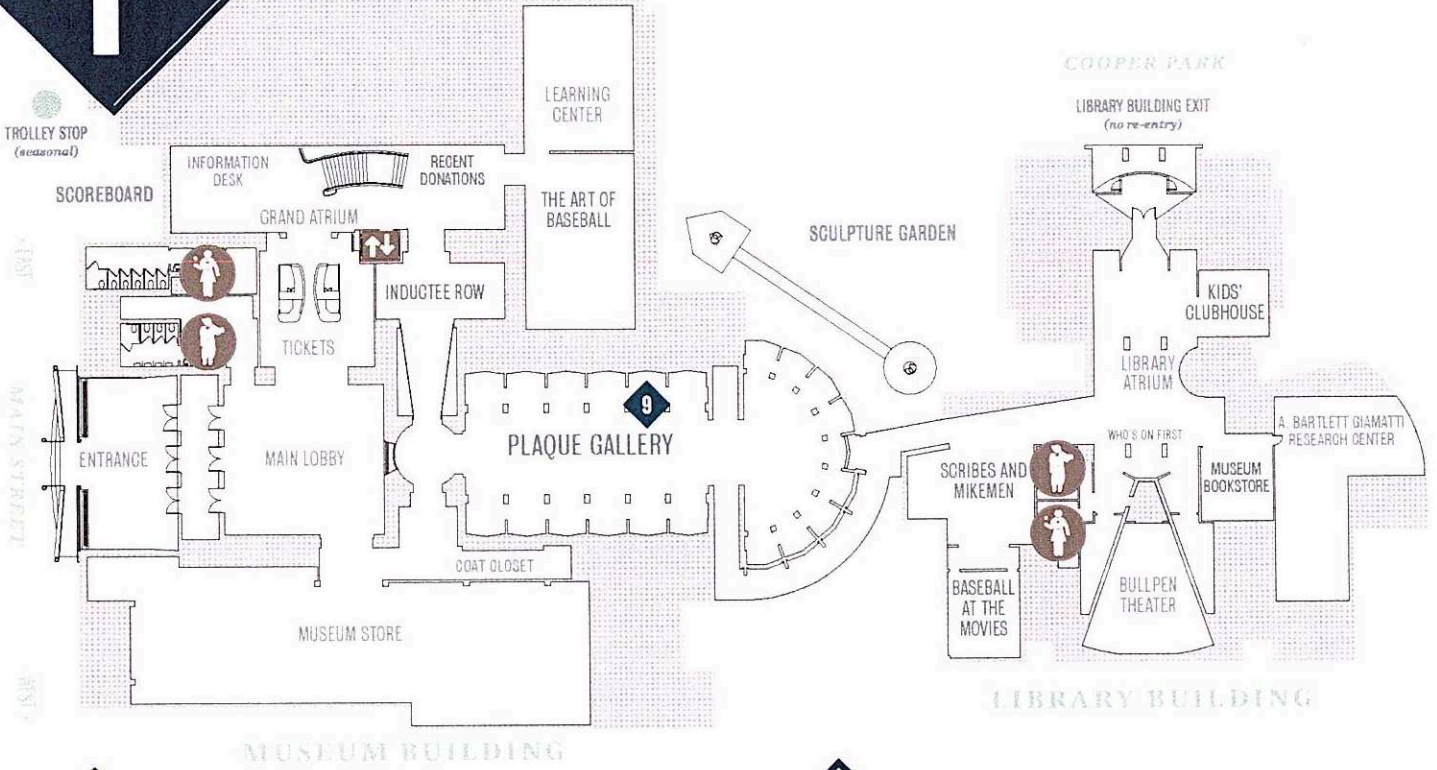 1
COOPER PARK
LEARNING
CENTER
LIBRARY BUILDING EXIT
(no re-entry)
TROLLEY STOP
(seasonal)
INFORMATION
DESK
RECENT
DONATIONS
SCOREBOARD
THE ART OF
BASEBALL
GRAND ATRIUM
SCULPTURE GARDEN
EAST
INDUCTEE ROW
KIDS'
CLUBHOUSE
TICKETS
LIBRARY
ATRIUM
MAIN STREET
9
PLAQUE GALLERY
ENTRANCE
MAIN LOBBY
WHO'S ON FIRST
A. BARTLETT GIAMATTI
RESEARCH CENTER
SCRIBES AND
MIKEMEN
MUSEUM
BOOKSTORE
COAT CLOSET
BASEBALL
AT THE
MOVIES
BULLPEN
THEATER
MUSEUM STORE
WEST
LIBRARY BUILDING
MUSEUM BUILDING